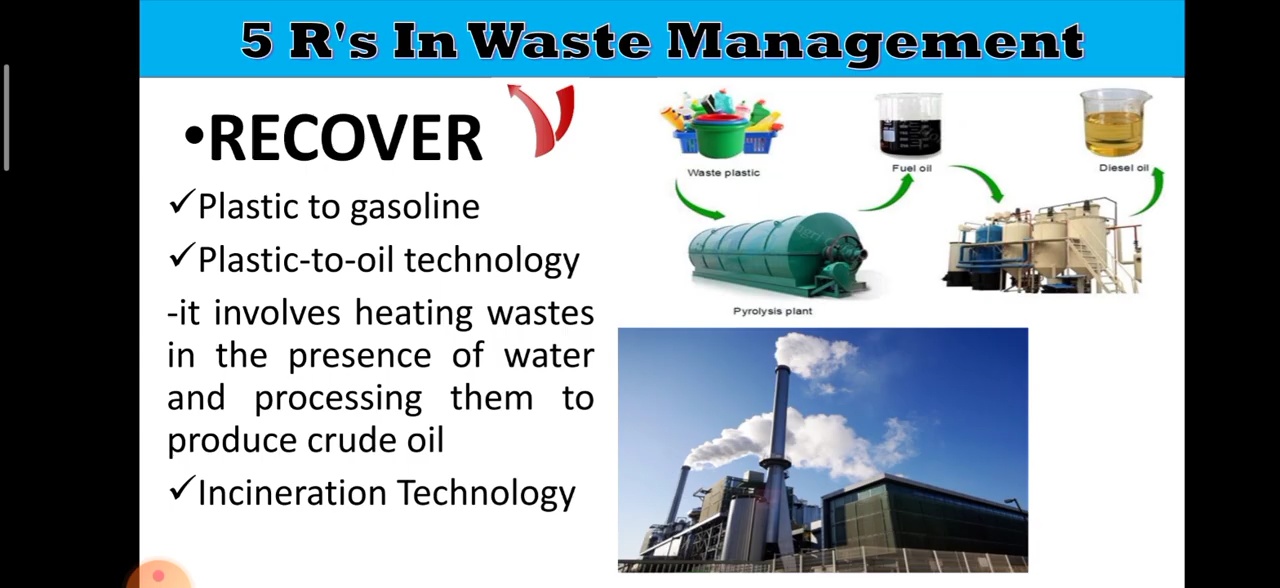 5 R's In Waste Management
•RECOVER
✓Plastic to gasoline
✓Plastic-to-oil technology
-it involves heating wastes
in the presence of water
and processing them to
produce crude oil
✓Incineration Technology
Waste plastic
Fuel oil
Diesel oil
Pyrolysis plant